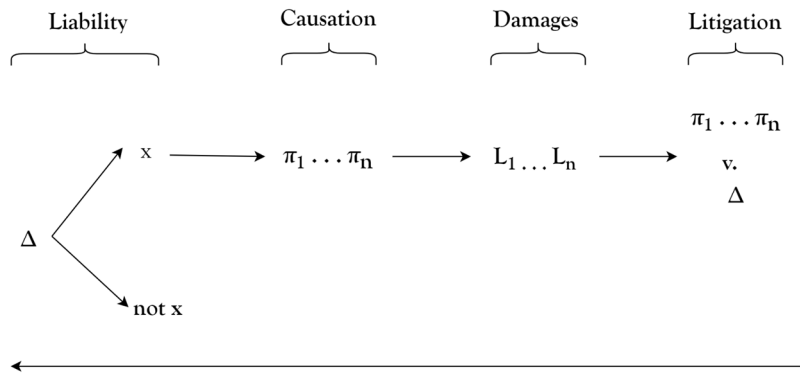 Liability Causation Damages Litigation
π1 . . . πn
x π1 . . . πn L1 . . . Ln v.
Δ
Δ
not x